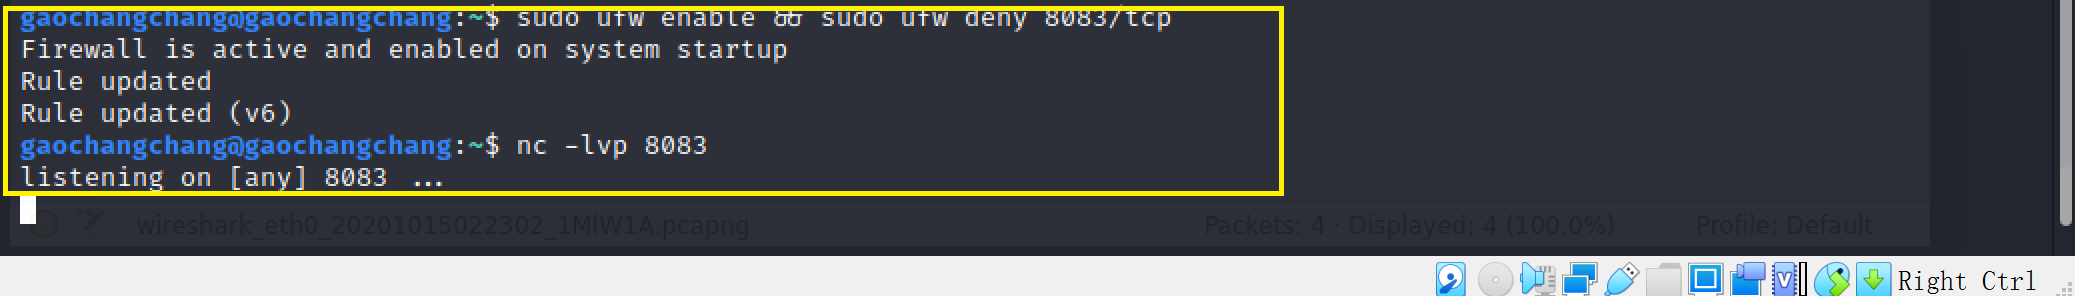 gaochangchang@gaochangchang:~$ sudo ufw enable && sudo ufw deny 8083/tcp
Firewall is active and enabled on system startup
Rule updated
Rule updated (v6)
gaochangchang@gaochangchang:~$ nc -lvp 8083
listening on [any] 8083 ...
wireshark_eth0_20201015022302_1MlW1A.pcapng Packets: 4 · Displayed: 4 (100.0%) Profile: Default
Right Ctrl